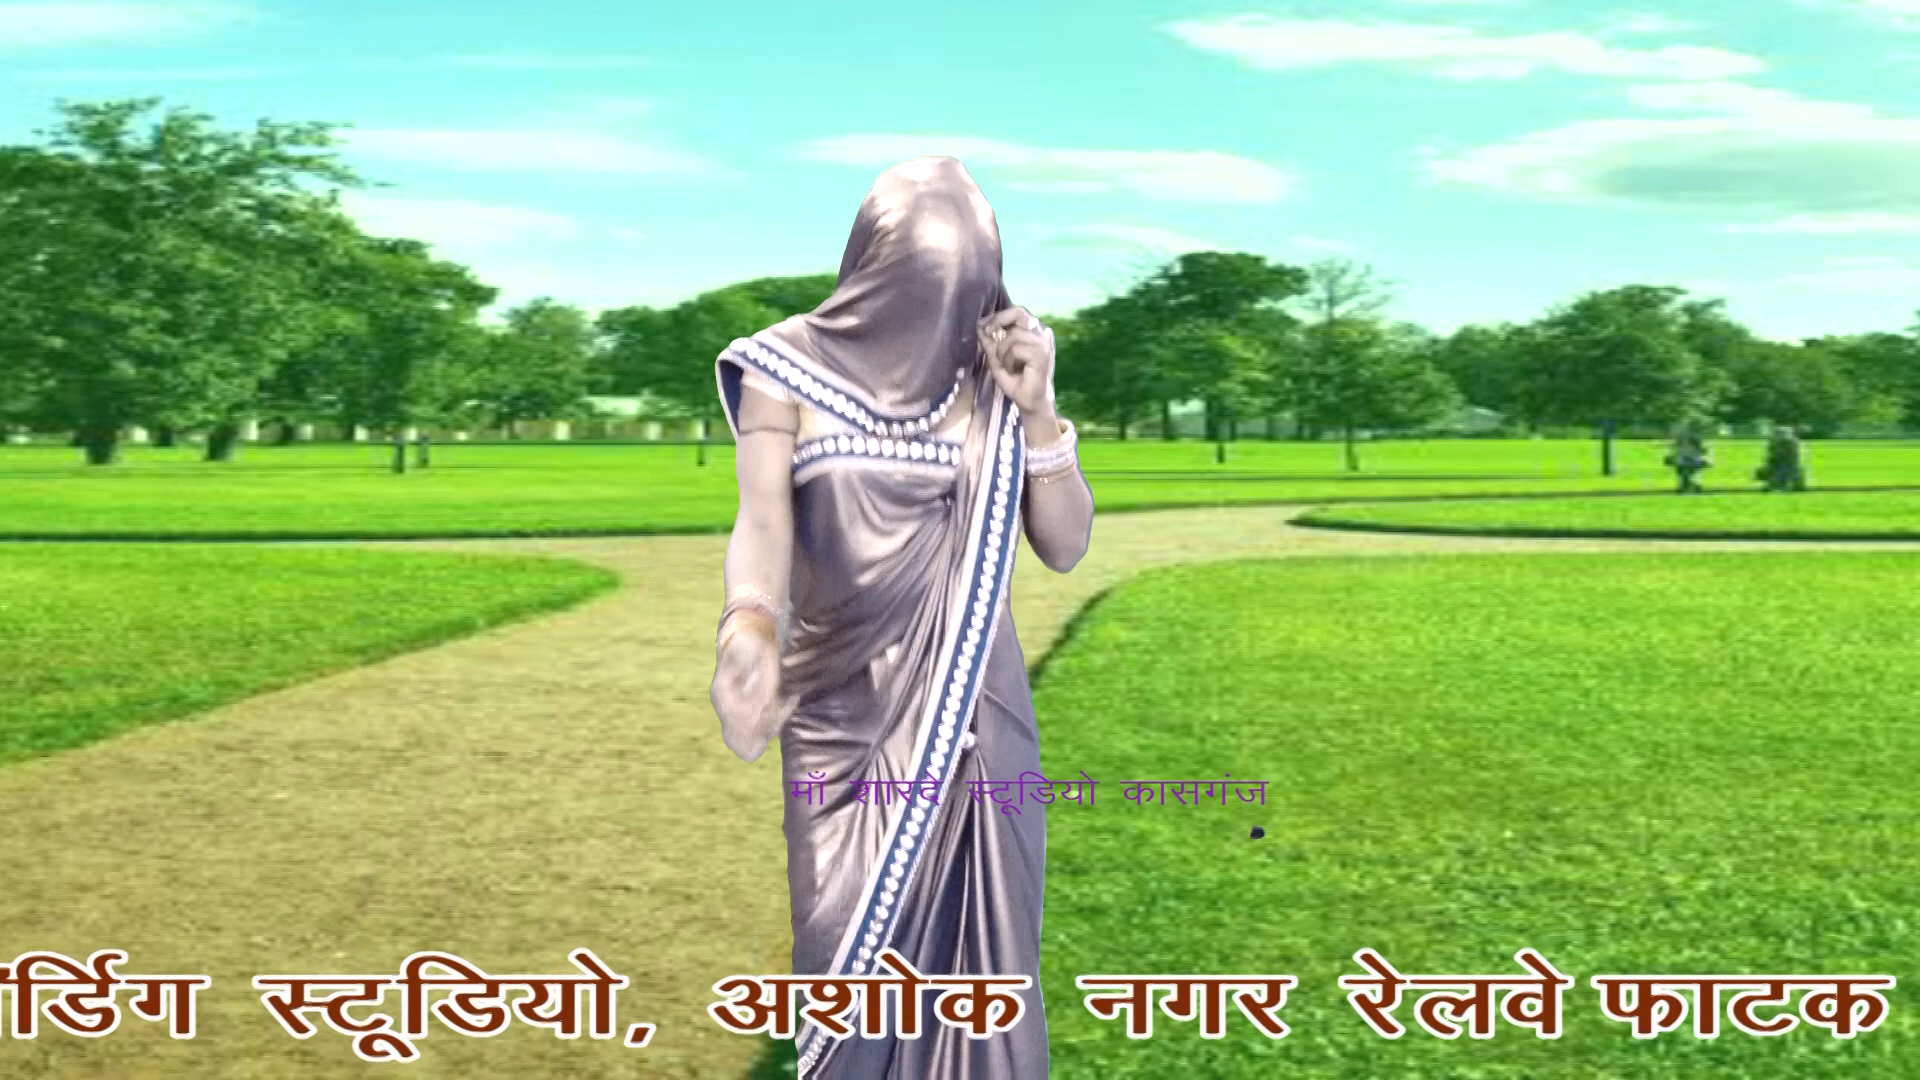 माँ शारदे स्टूडियो कासगंज
स्टूडियो, अशोक नगर रेलवे फाटक